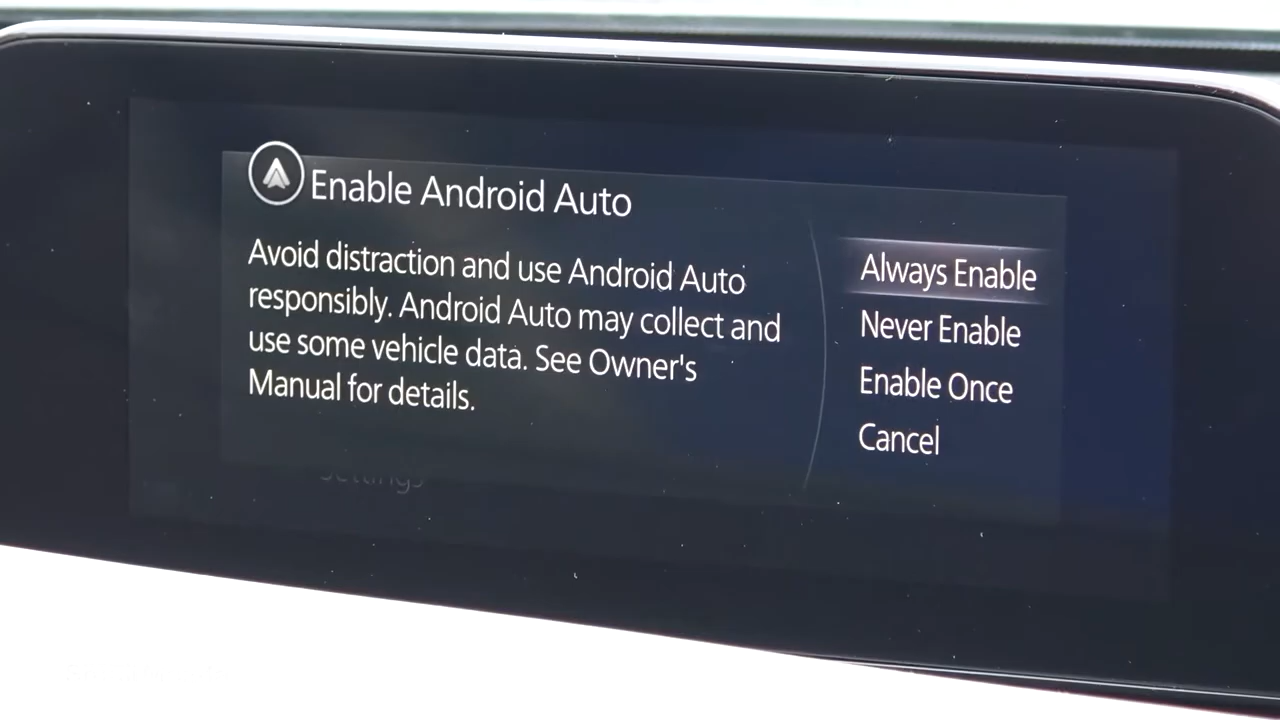 Enable Android Auto
Avoid distraction and use Android Auto
responsibly. Android Auto may collect and
use some vehicle data. See Owner's
Manual for details.
Always Enable
Never Enable
Enable Once
Cancel
Settings